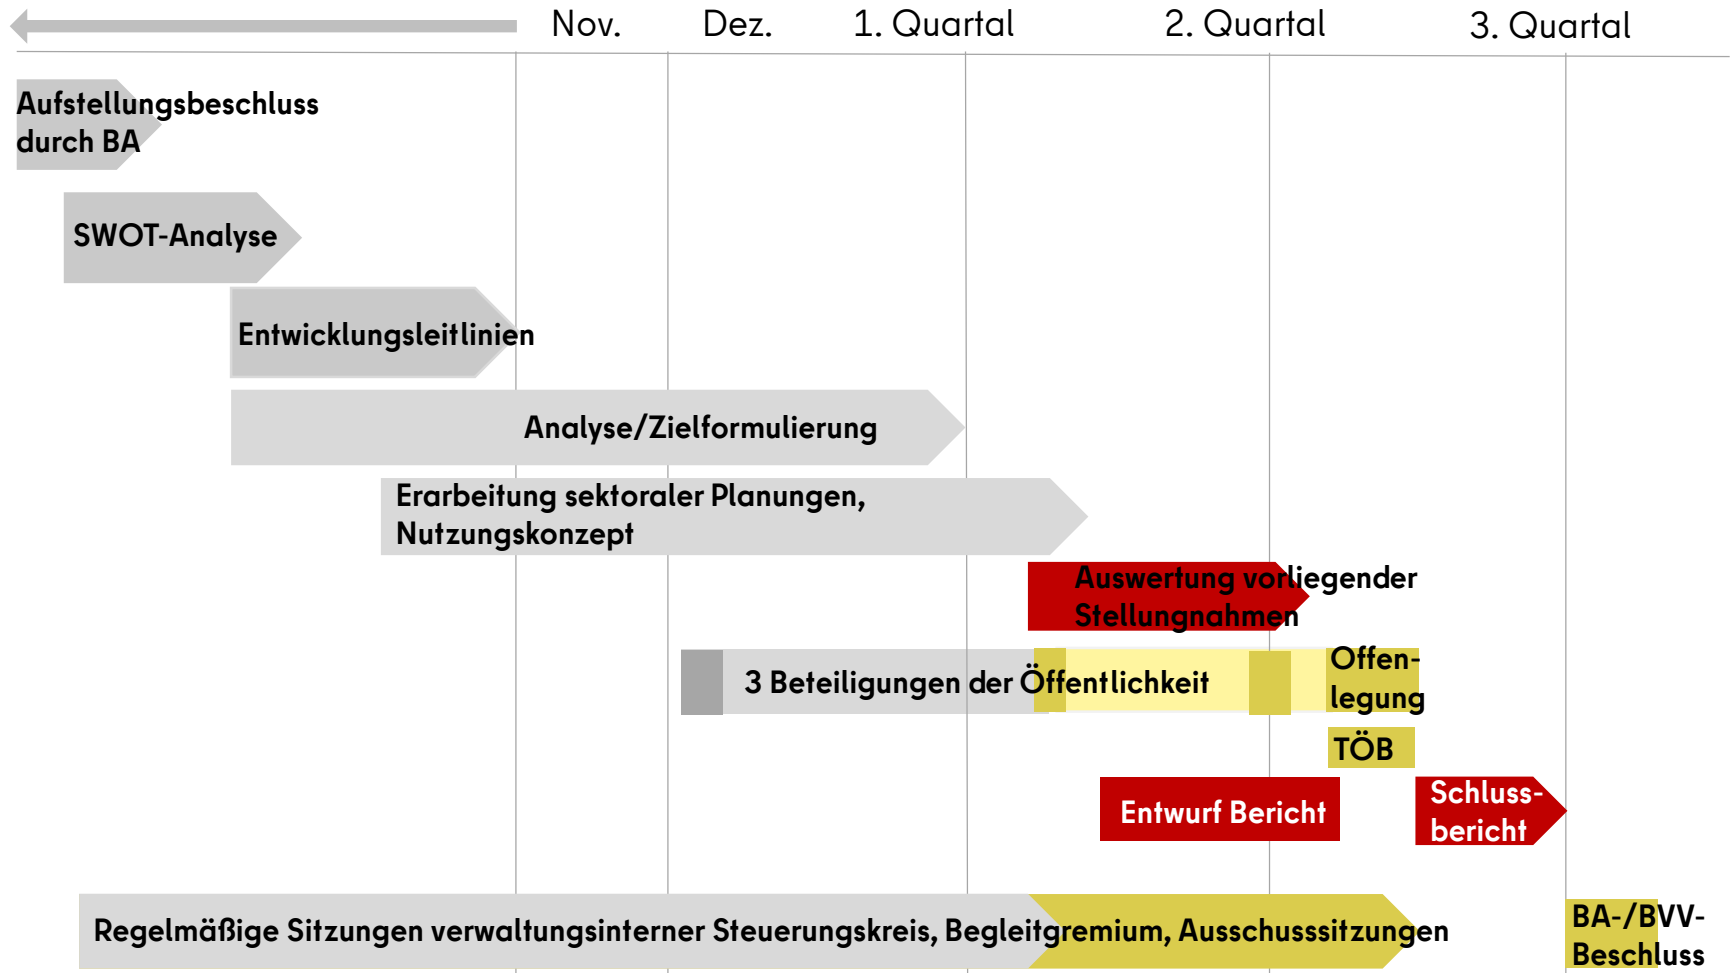 Nov. Dez. 1. Quartal 2. Quartal 3. Quartal
Aufstellungsbeschluss
durch BA
SWOT-Analyse
Entwicklungsleitlinien
Analyse/Zielformulierung
Erarbeitung sektoraler Planungen,
Nutzungskonzept
Auswertung vorliegender
Stellungnahmen
3 Beteiligungen der Öffentlichkeit
Offen-
legung
TÖB
Entwurf Bericht
Schluss-
bericht
Regelmäßige Sitzungen verwaltungsinterner Steuerungskreis, Begleitgremium, Ausschusssitzungen
BA-/BVV-
Beschluss